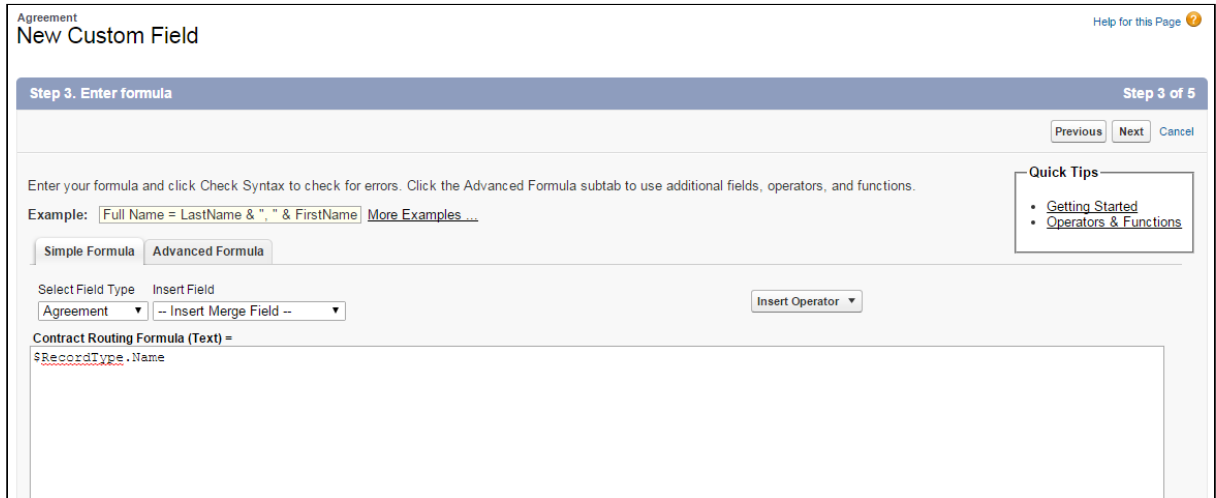 Agreement
New Custom Field
Help for this Page
Step 3. Enter formula
Step 3 of 5
Previous Next Cancel
Enter your formula and click Check Syntax to check for errors. Click the Advanced Formula subtab to use additional fields, operators, and functions.
Quick Tips
Example: Full Name = LastName & ", " & FirstName More Examples ...
• Getting Started
• Operators & Functions
Simple Formula Advanced Formula
Select Field Type Insert Field
Agreement -- Insert Merge Field -- Insert Operator
Contract Routing Formula (Text) =
$RecordType.Name